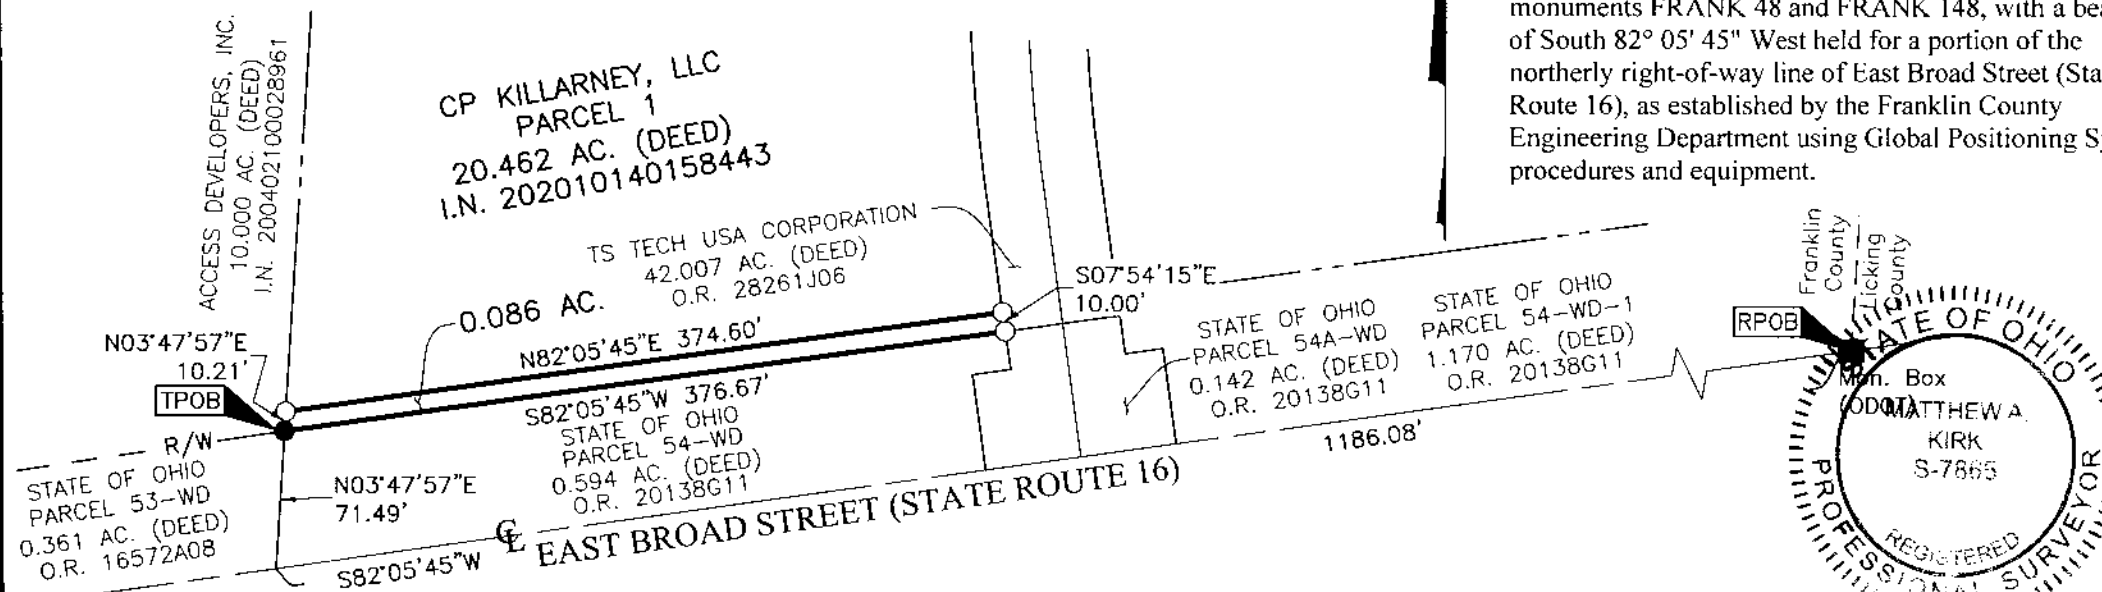 ACCESS DEVELOPERS, INC.
10.000 AC. (DEED)
I.N. 200402100028961
CP KILLARNEY, LLC
PARCEL 1
20.462 AC. (DEED)
I.N. 202010140158443
monuments FRANK 48 and FRANK 148, with a
of South 82° 05' 45" West held for a portion of the
northerly right-of-way line of East Broad Street
Route 16), as established by the Franklin County
Engineering Department using Global Positioning
procedures and equipment.
TS TECH USA CORPORATION
42.007 AC. (DEED)
O.R. 28261J06
0.086 AC.
S07°54'15"E
10.00'
N03°47'57"E
10.21'
TPOB
N82°05'45"E 374.60'
S82°05'45"W 376.67'
STATE OF OHIO
PARCEL 54-WD
0.594 AC. (DEED)
O.R. 20138G11
STATE OF OHIO
PARCEL 54A-WD
0.142 AC. (DEED)
O.R. 20138G11
STATE OF OHIO
PARCEL 54-WD-1
1.170 AC. (DEED)
O.R. 20138G11
Franklin
County
Licking
County
RPOB
Mon. Box
(ODOT)
STATE OF OHIO
MATTHEW A.
KIRK
S-7865
REGISTERED
PROFESSIONAL SURVEYOR
R/W
STATE OF OHIO
PARCEL 53-WD
0.361 AC. (DEED)
O.R. 16572A08
N03°47'57"E
71.49'
1186.08'
S82°05'45"W
CL EAST BROAD STREET (STATE ROUTE 16)